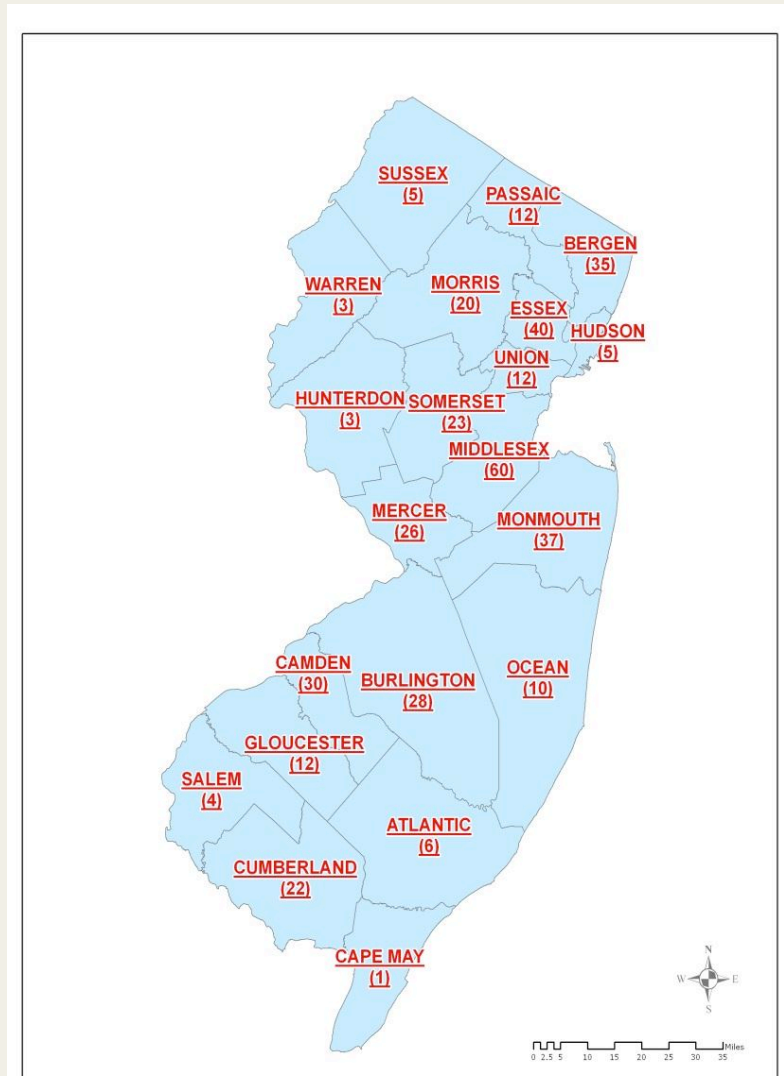 SUSSEX
(5)
PASSAIC
(12)
BERGEN
(35)
WARREN
(3)
MORRIS
(20)
ESSEX
(40)
HUDSON
(5)
UNION
(12)
HUNTERDON
(3)
SOMERSET
(23)
MIDDLESEX
(60)
MERCER
(26)
MONMOUTH
(37)
CAMDEN
(30)
BURLINGTON
(28)
OCEAN
(10)
GLOUCESTER
(12)
SALEM
(4)
ATLANTIC
(6)
CUMBERLAND
(22)
CAPE MAY
(1)
N
W E
S
Miles
0 2.5 5 10 15 20 25 30 35